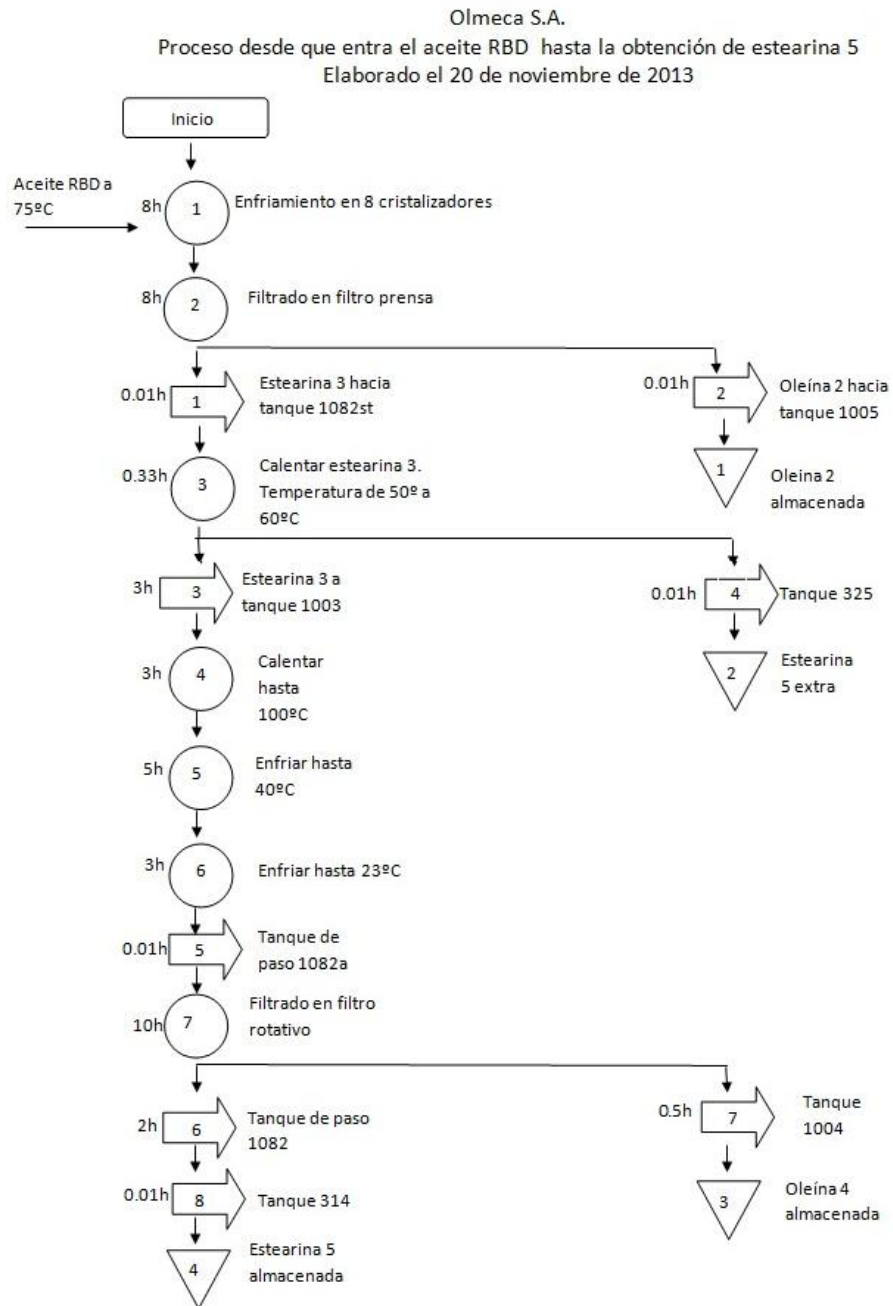 Olmeca S.A.
Proceso desde que entra el aceite RBD hasta la obtención de estearina 5
Elaborado el 20 de noviembre de 2013
Inicio
Aceite RBD a
75ºC
8h
1
Enfriamiento en 8 cristalizadores
8h
2
Filtrado en filtro prensa
0.01h
1
Estearina 3 hacia
tanque 1082st
0.01h
2
Oleína 2 hacia
tanque 1005
0.33h
3
Calentar estearina 3.
Temperatura de 50º a
60ºC
1
Oleina 2
almacenada
3h
3
Estearina 3 a
tanque 1003
0.01h
4
Tanque 325
3h
4
Calentar
hasta
100ºC
2
Estearina
5 extra
5h
5
Enfriar hasta
40ºC
3h
6
Enfriar hasta 23ºC
0.01h
5
Tanque de
paso 1082a
10h
7
Filtrado en filtro
rotativo
2h
6
Tanque de paso
1082
0.5h
7
Tanque
1004
0.01h
8
Tanque 314
3
Oleína 4
almacenada
4
Estearina 5
almacenada